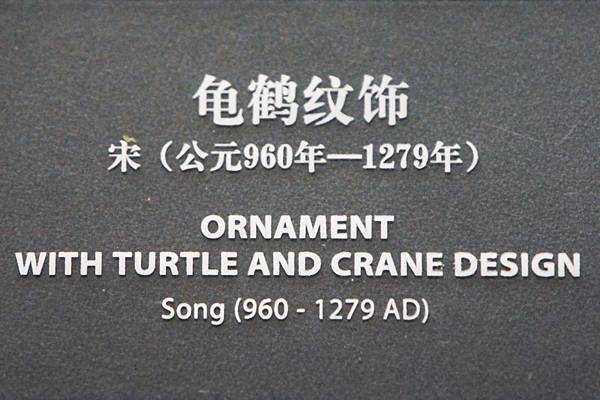 龟鹤纹饰
宋（公元960年—1279年）
ORNAMENT
WITH TURTLE AND CRANE DESIGN
Song (960 - 1279 AD)